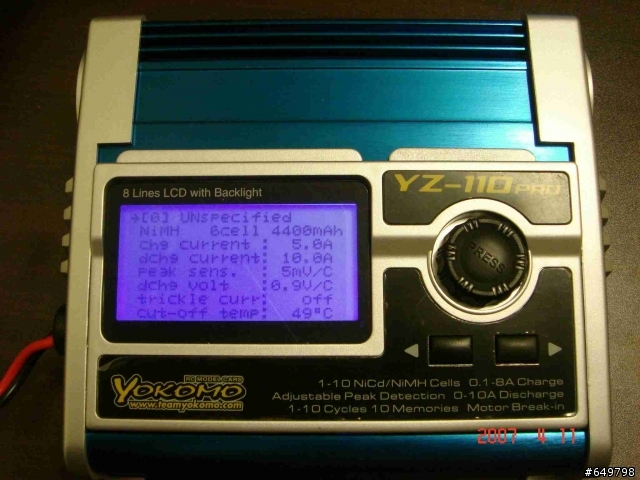 8 Lines LCD with Backlight
YZ-110 PRO
→[0] UNspecified
NiMH 6cell 4400mAh
chg current : 5.0A
dchg current: 10.0A
peak sens. : 5mV/C
dchg volt :0.9V/C
trickle curr: off
cut-off temp: 49°C
PRESS
RC MODEL CARS
YOKOMO
www.teamyokomo.com
1-10 NiCd/NiMH Cells 0.1-8A Charge
Adjustable Peak Detection 0-10A Discharge
1-10 Cycles 10 Memories Motor Break-in
2007 4 11
#649798